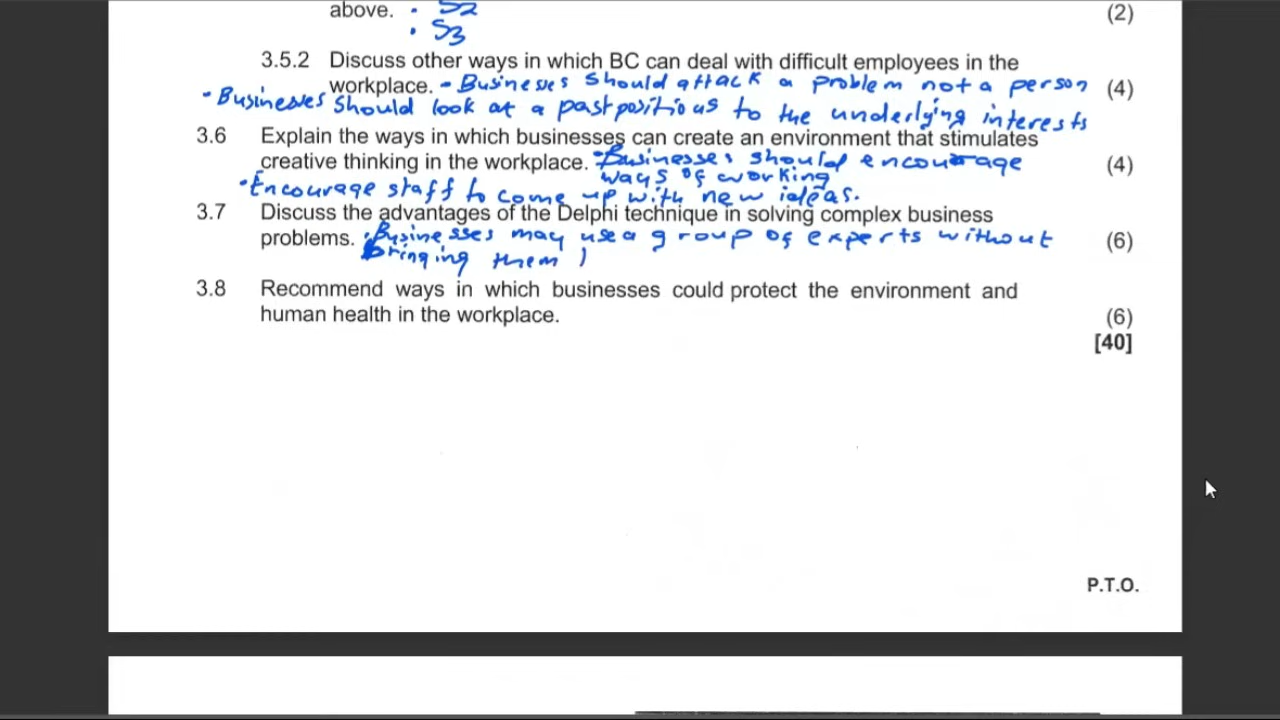 above. • S2 (2)
• S3
3.5.2 Discuss other ways in which BC can deal with difficult employees in the
workplace. - Businesses should attack a problem not a person (4)
• Businesses should look at a past positious to the underlying interests
3.6 Explain the ways in which businesses can create an environment that stimulates
creative thinking in the workplace. • Businesses should encourage (4)
ways of working
• Encourage staff to come up with new ideas.
3.7 Discuss the advantages of the Delphi technique in solving complex business
problems. • Businesses may use a group of experts without (6)
bringing them
3.8 Recommend ways in which businesses could protect the environment and
human health in the workplace. (6)
[40]
P.T.O.